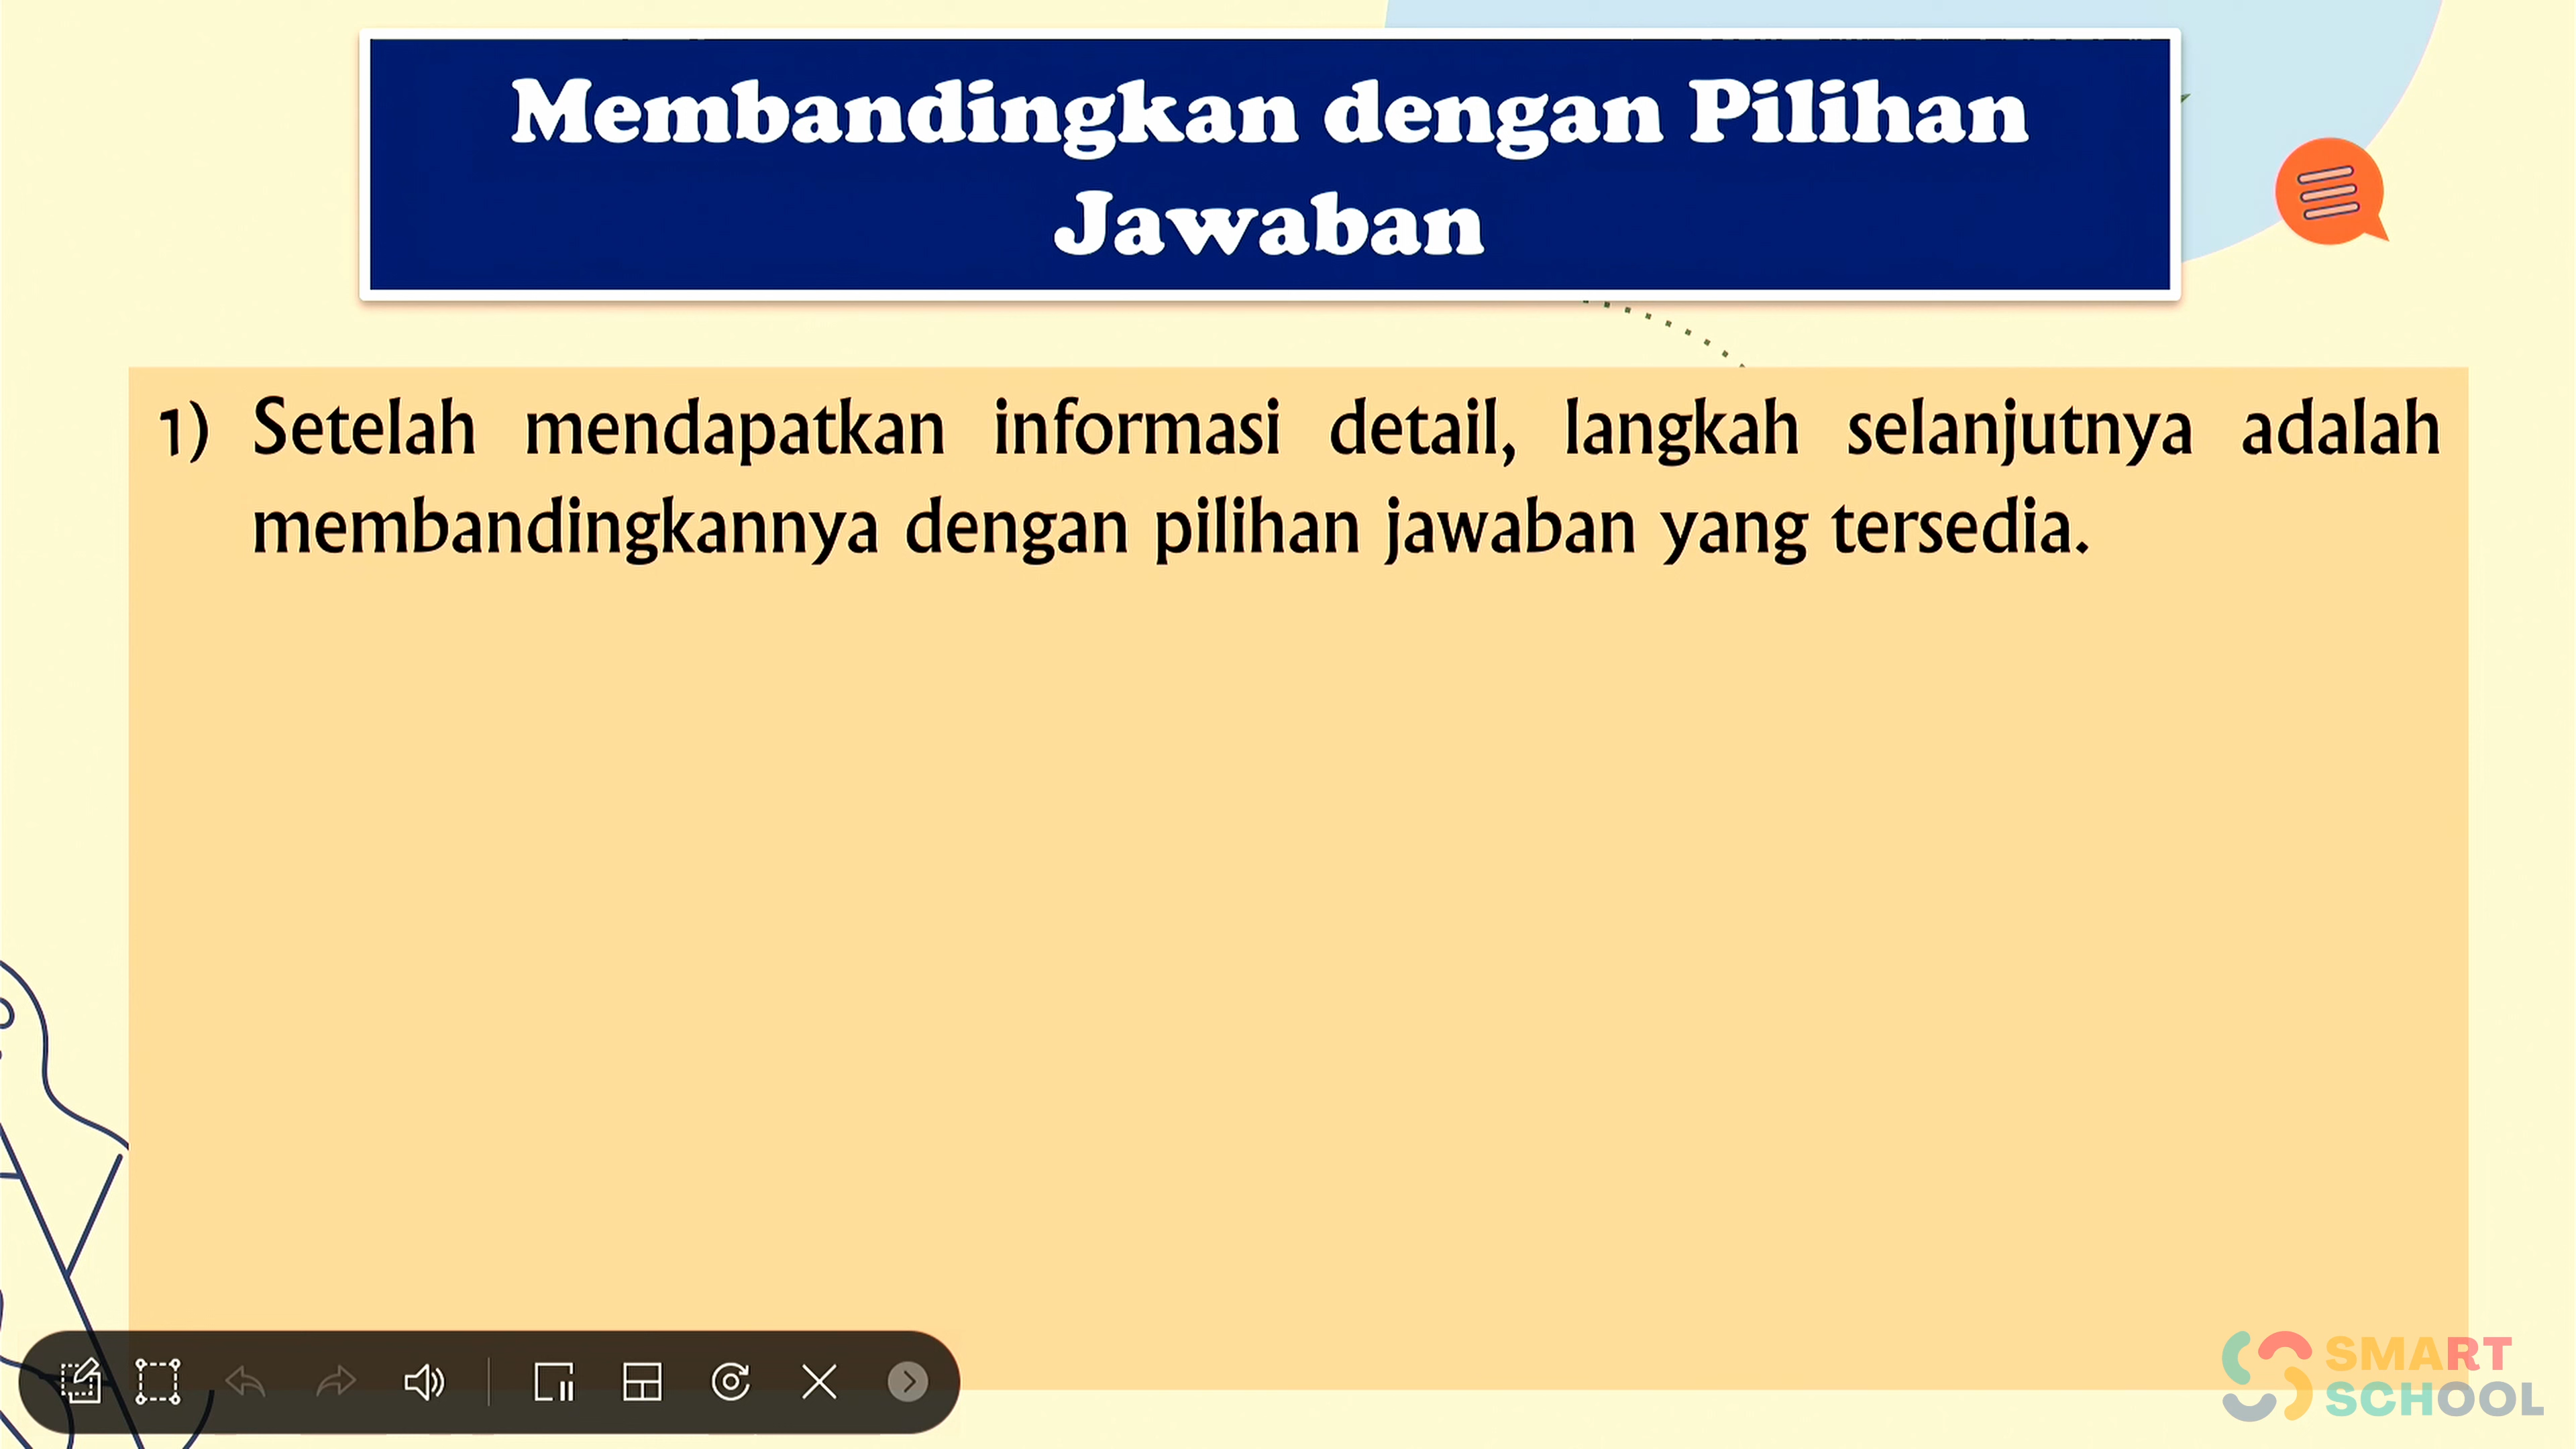 Membandingkan dengan Pilihan
Jawaban
1) Setelah mendapatkan informasi detail, langkah selanjutnya adalah
membandingkannya dengan pilihan jawaban yang tersedia.
SMART
SCHOOL